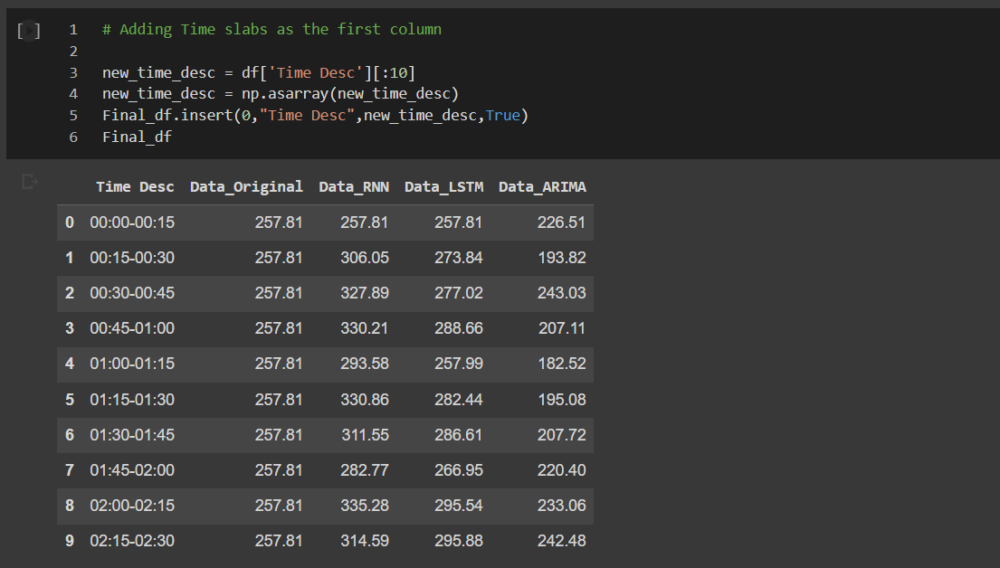 [ ] 1 # Adding Time slabs as the first column
2
3 new_time_desc = df['Time Desc'][:10]
4 new_time_desc = np.asarray(new_time_desc)
5 Final_df.insert(0,"Time Desc",new_time_desc,True)
6 Final_df
Time Desc Data_Original Data_RNN Data_LSTM Data_ARIMA
0 00:00-00:15 257.81 257.81 257.81 226.51
1 00:15-00:30 257.81 306.05 273.84 193.82
2 00:30-00:45 257.81 327.89 277.02 243.03
3 00:45-01:00 257.81 330.21 288.66 207.11
4 01:00-01:15 257.81 293.58 257.99 182.52
5 01:15-01:30 257.81 330.86 282.44 195.08
6 01:30-01:45 257.81 311.55 286.61 207.72
7 01:45-02:00 257.81 282.77 266.95 220.40
8 02:00-02:15 257.81 335.28 295.54 233.06
9 02:15-02:30 257.81 314.59 295.88 242.48